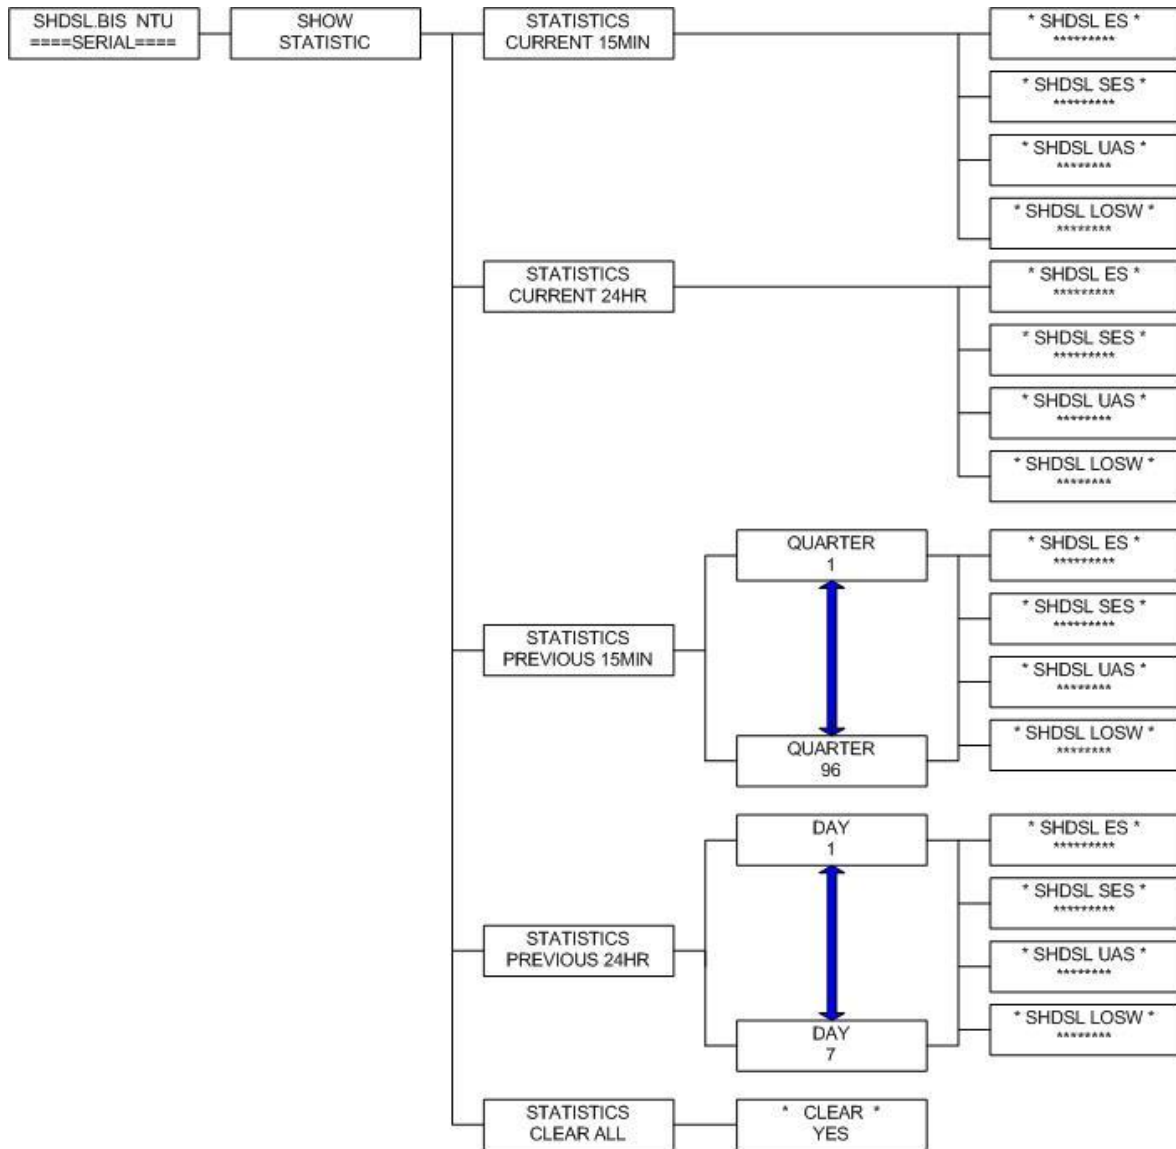 SHDSL.BIS NTU
====SERIAL====
SHOW
STATISTIC
STATISTICS
CURRENT 15MIN
* SHDSL ES *
*********
* SHDSL SES *
*********
* SHDSL UAS *
********
* SHDSL LOSW *
********
STATISTICS
CURRENT 24HR
* SHDSL ES *
*********
* SHDSL SES *
*********
* SHDSL UAS *
********
* SHDSL LOSW *
********
STATISTICS
PREVIOUS 15MIN
QUARTER
1
QUARTER
96
* SHDSL ES *
*********
* SHDSL SES *
*********
* SHDSL UAS *
********
* SHDSL LOSW *
********
STATISTICS
PREVIOUS 24HR
DAY
1
DAY
7
* SHDSL ES *
*********
* SHDSL SES *
*********
* SHDSL UAS *
********
* SHDSL LOSW *
********
STATISTICS
CLEAR ALL
* CLEAR *
YES